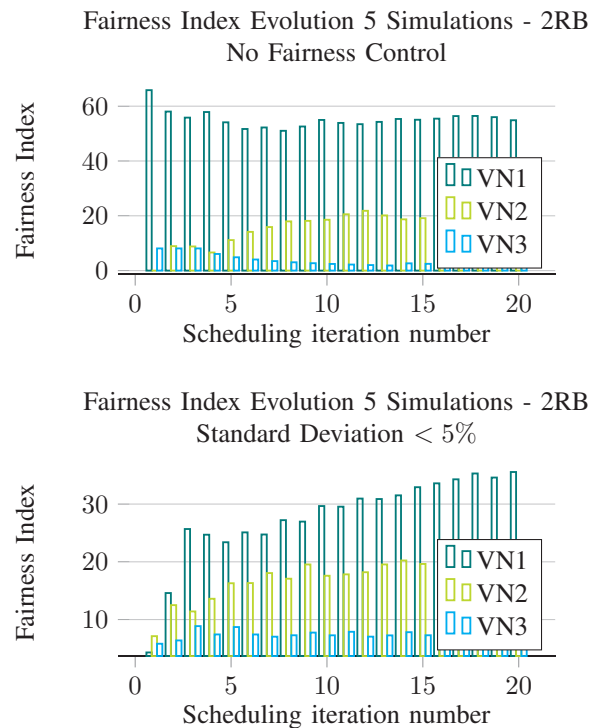 Fairness Index Evolution 5 Simulations - 2RB
No Fairness Control
Fairness Index
60
40
20
0
VN1
VN2
VN3
0
5
10
15
20
Scheduling iteration number
Fairness Index Evolution 5 Simulations - 2RB
Standard Deviation < 5%
Fairness Index
30
20
10
VN1
VN2
VN3
0
5
10
15
20
Scheduling iteration number